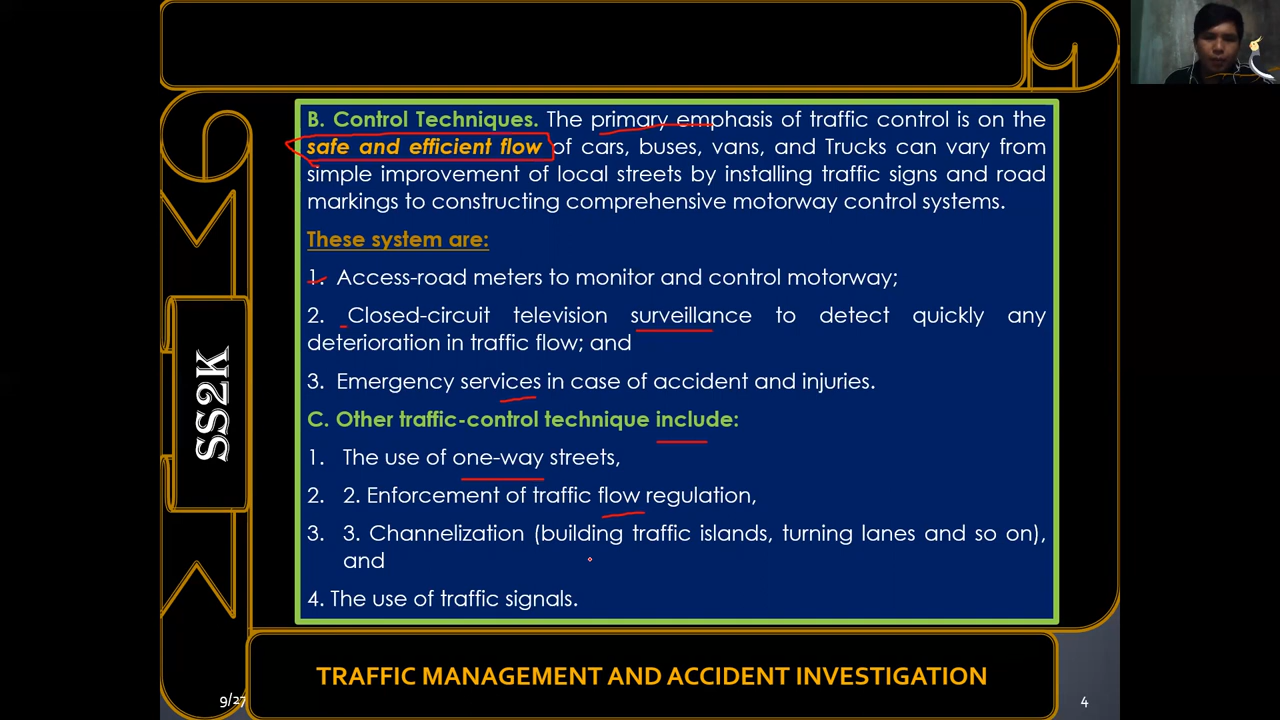 B. Control Techniques. The primary emphasis of traffic control is on the
safe and efficient flow of cars, buses, vans, and Trucks can vary from
simple improvement of local streets by installing traffic signs and road
markings to constructing comprehensive motorway control systems.
These system are:
1. Access-road meters to monitor and control motorway;
2. Closed-circuit television surveillance to detect quickly any
deterioration in traffic flow; and
3. Emergency services in case of accident and injuries.
C. Other traffic-control technique include:
1. The use of one-way streets,
2. 2. Enforcement of traffic flow regulation,
3. 3. Channelization (building traffic islands, turning lanes and so on),
and
4. The use of traffic signals.
SS2K
TRAFFIC MANAGEMENT AND ACCIDENT INVESTIGATION
9/27
4